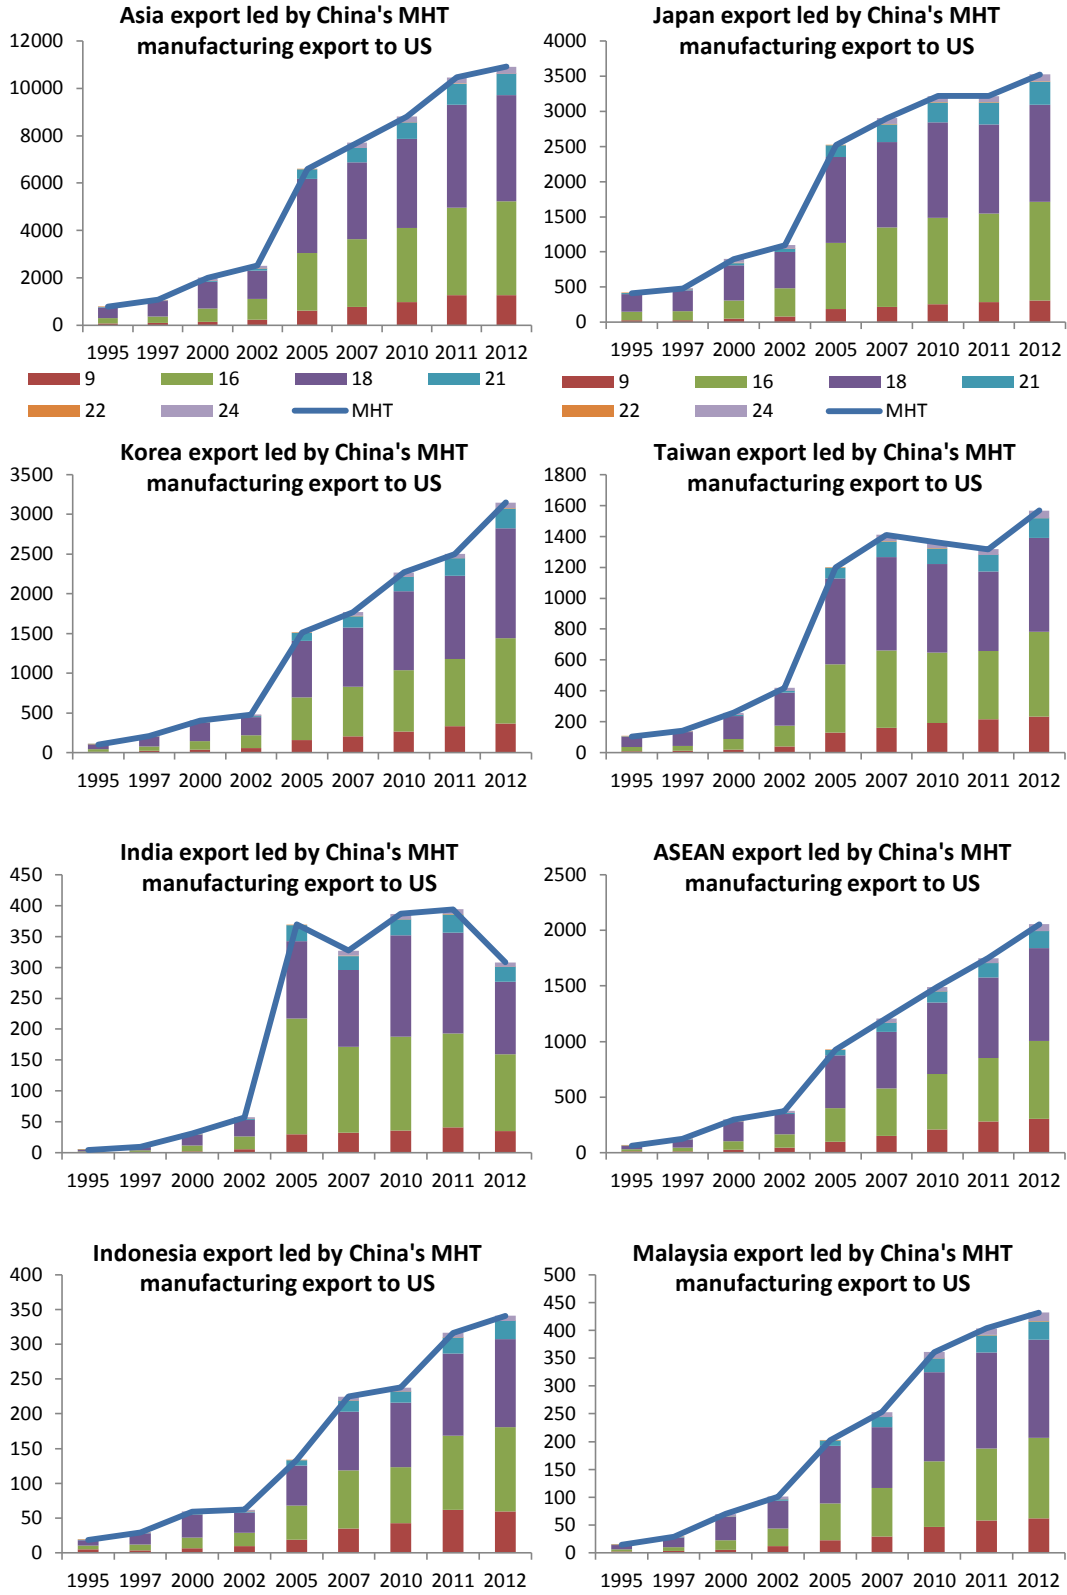 Asia export led by China's MHT
manufacturing export to US
12000
10000
8000
6000
4000
2000
0
1995 1997 2000 2002 2005 2007 2010 2011 2012
9 16 18 21
22 24 MHT
Japan export led by China's MHT
manufacturing export to US
4000
3500
3000
2500
2000
1500
1000
500
0
1995 1997 2000 2002 2005 2007 2010 2011 2012
9 16 18 21
22 24 MHT
Korea export led by China's MHT
manufacturing export to US
3500
3000
2500
2000
1500
1000
500
0
1995 1997 2000 2002 2005 2007 2010 2011 2012
Taiwan export led by China's MHT
manufacturing export to US
1800
1600
1400
1200
1000
800
600
400
200
0
1995 1997 2000 2002 2005 2007 2010 2011 2012
India export led by China's MHT
manufacturing export to US
450
400
350
300
250
200
150
100
50
0
1995 1997 2000 2002 2005 2007 2010 2011 2012
ASEAN export led by China's MHT
manufacturing export to US
2500
2000
1500
1000
500
0
1995 1997 2000 2002 2005 2007 2010 2011 2012
Indonesia export led by China's MHT
manufacturing export to US
400
350
300
250
200
150
100
50
0
1995 1997 2000 2002 2005 2007 2010 2011 2012
Malaysia export led by China's MHT
manufacturing export to US
500
450
400
350
300
250
200
150
100
50
0
1995 1997 2000 2002 2005 2007 2010 2011 2012